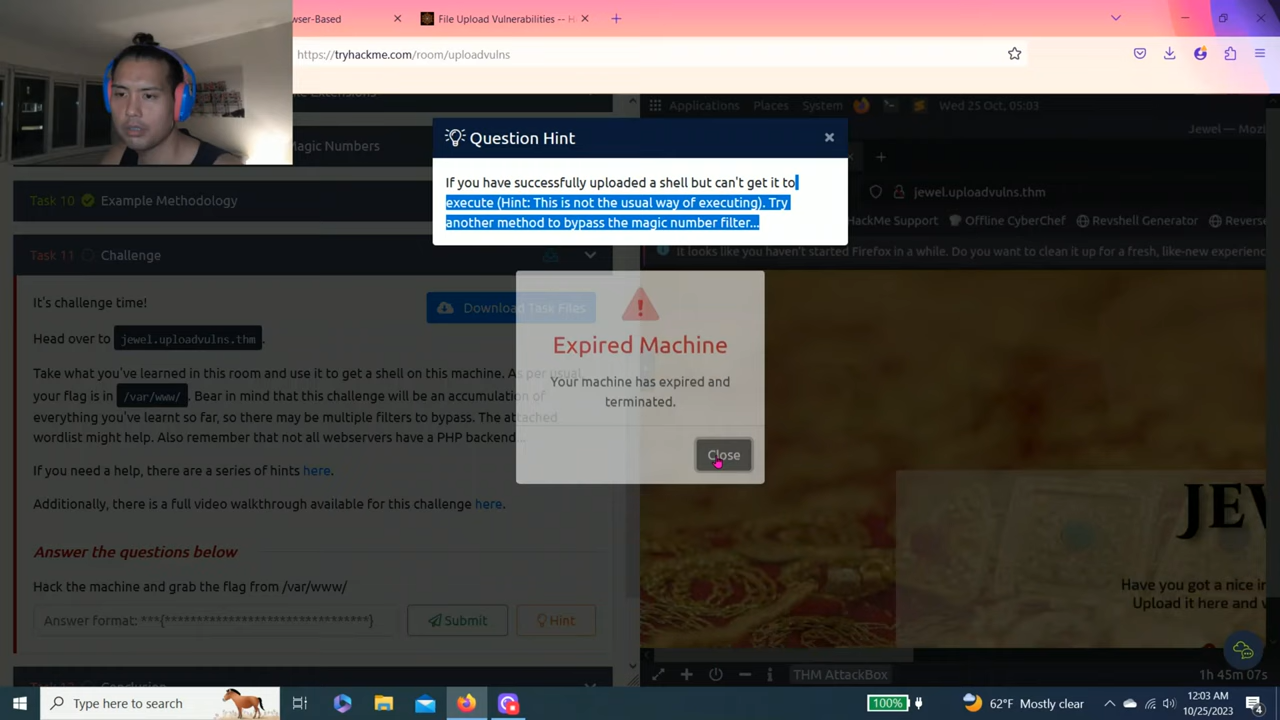 wser-Based
File Upload Vulnerabilities -- H
https://tryhackme.com/room/uploadvulns
Applications Places System
Wed 25 Oct, 05:03
Question Hint
Jewel — Mozi
Magic Numbers
If you have successfully uploaded a shell but can't get it to
execute (Hint: This is not the usual way of executing). Try
another method to bypass the magic number filter...
jewel.uploadvulns.thm
Task 10 Example Methodology
HackMe Support Offline CyberChef Revshell Generator Reverse
Task 11 Challenge
It looks like you haven't started Firefox in a while. Do you want to clean it up for a fresh, like-new experienc
It's challenge time!
Download Task Files
Head over to jewel.uploadvulns.thm.
Take what you've learned in this room and use it to get a shell on this machine. As per usual,
your flag is in /var/www/. Bear in mind that this challenge will be an accumulation of
everything you've learnt so far, so there may be multiple filters to bypass. The attached
wordlist might help. Also remember that not all webservers have a PHP backend...
If you need a help, there are a series of hints here.
Additionally, there is a full video walkthrough available for this challenge here.
Expired Machine
Your machine has expired and
terminated.
Close
Answer the questions below
Hack the machine and grab the flag from /var/www/
Answer format: ***{******************************}
Submit
Hint
JEW
Have you got a nice i
Upload it here and w
THM AttackBox
1h 45m 07s
Type here to search
100%
62°F Mostly clear
12:03 AM
10/25/2023
4